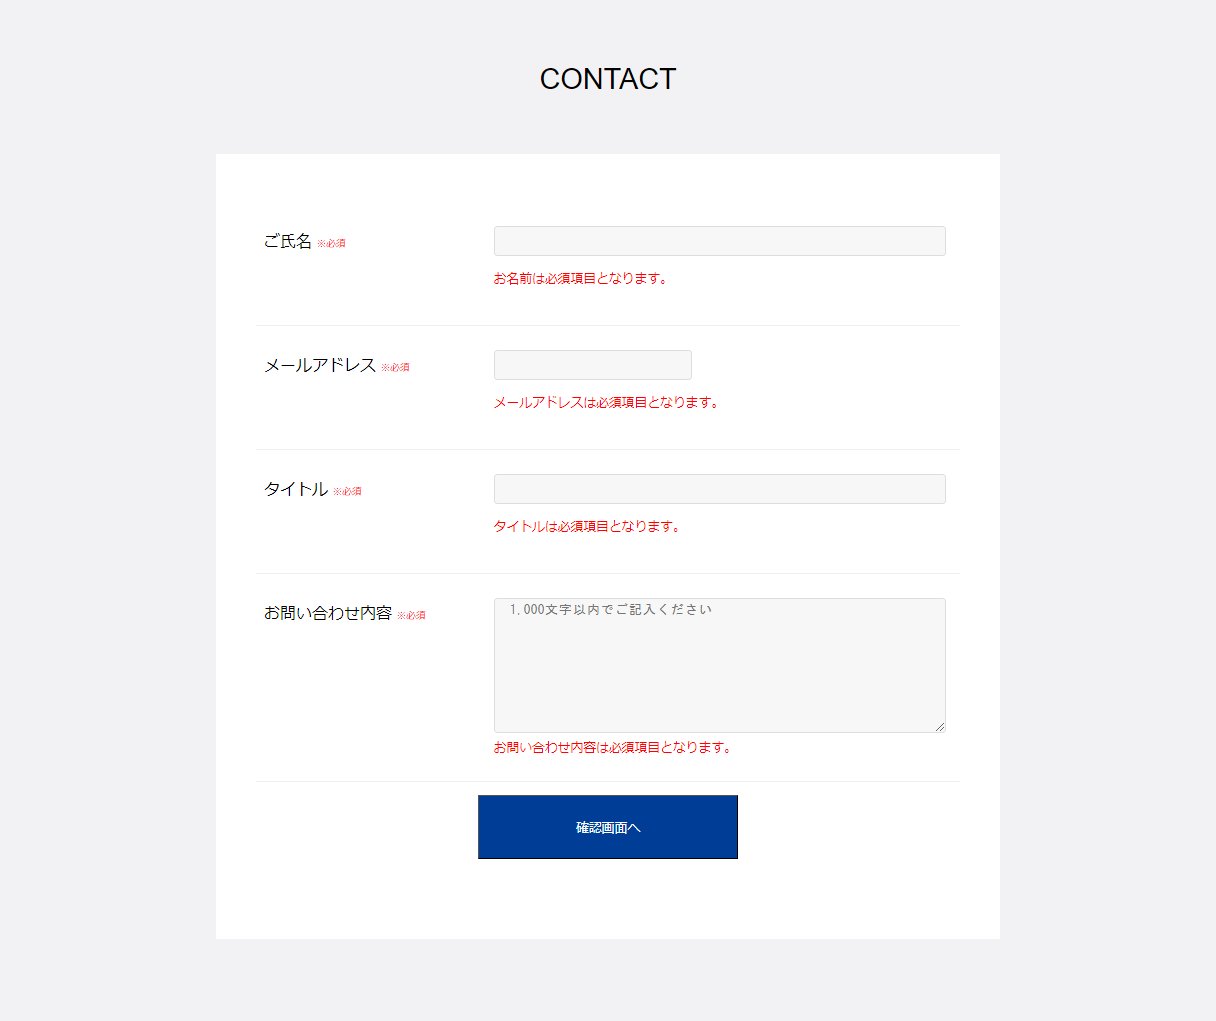 CONTACT
ご氏名 ※必須
お名前は必須項目となります。
メールアドレス ※必須
メールアドレスは必須項目となります。
タイトル ※必須
タイトルは必須項目となります。
お問い合わせ内容 ※必須
1,000文字以内でご記入ください
お問い合わせ内容は必須項目となります。
確認画面へ